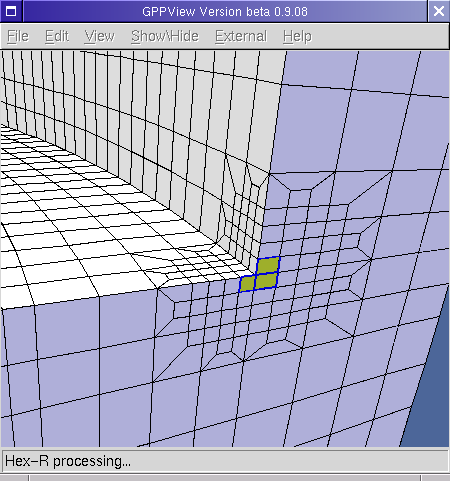 GPPView Version beta 0.9.08
File Edit View Show\Hide External Help
Hex-R processing...